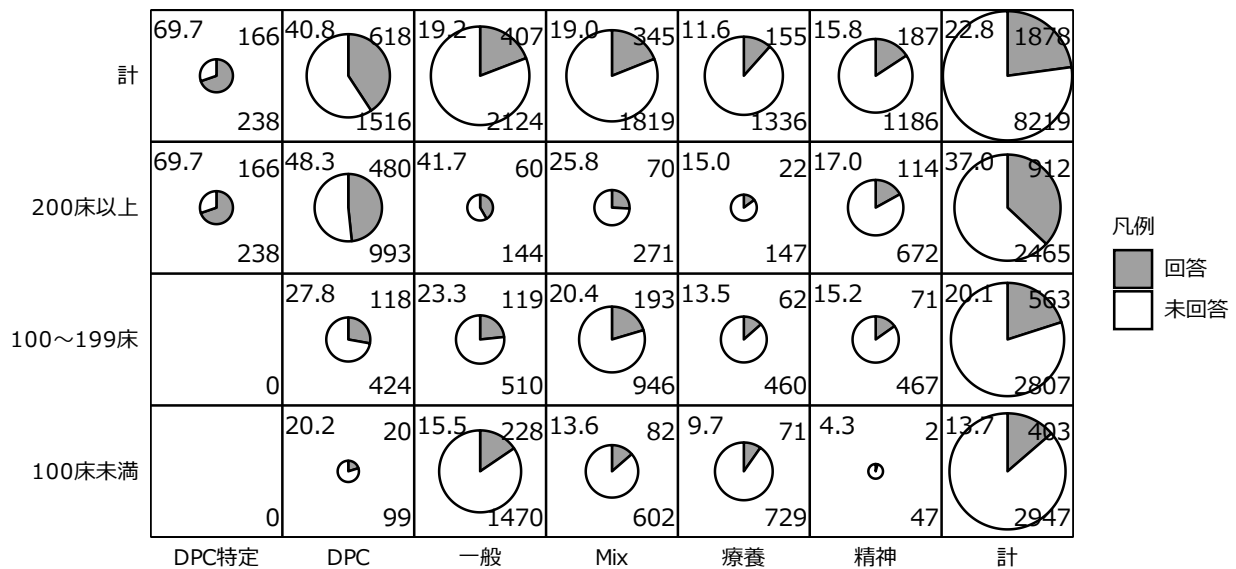 69.7 166 40.8 618 19.2 407 19.0 345 11.6 155 15.8 187 22.8 1878
計
238 1516 2124 1819 1336 1186 8219
69.7 166 48.3 480 41.7 60 25.8 70 15.0 22 17.0 114 37.0 912
200床以上
238 993 144 271 147 672 2465
凡例
回答
未回答
27.8 118 23.3 119 20.4 193 13.5 62 15.2 71 20.1 563
100～199床
0 424 510 946 460 467 2807
20.2 20 15.5 228 13.6 82 9.7 71 4.3 2 13.7 403
100床未満
0 99 1470 602 729 47 2947
DPC特定 DPC 一般 Mix 療養 精神 計